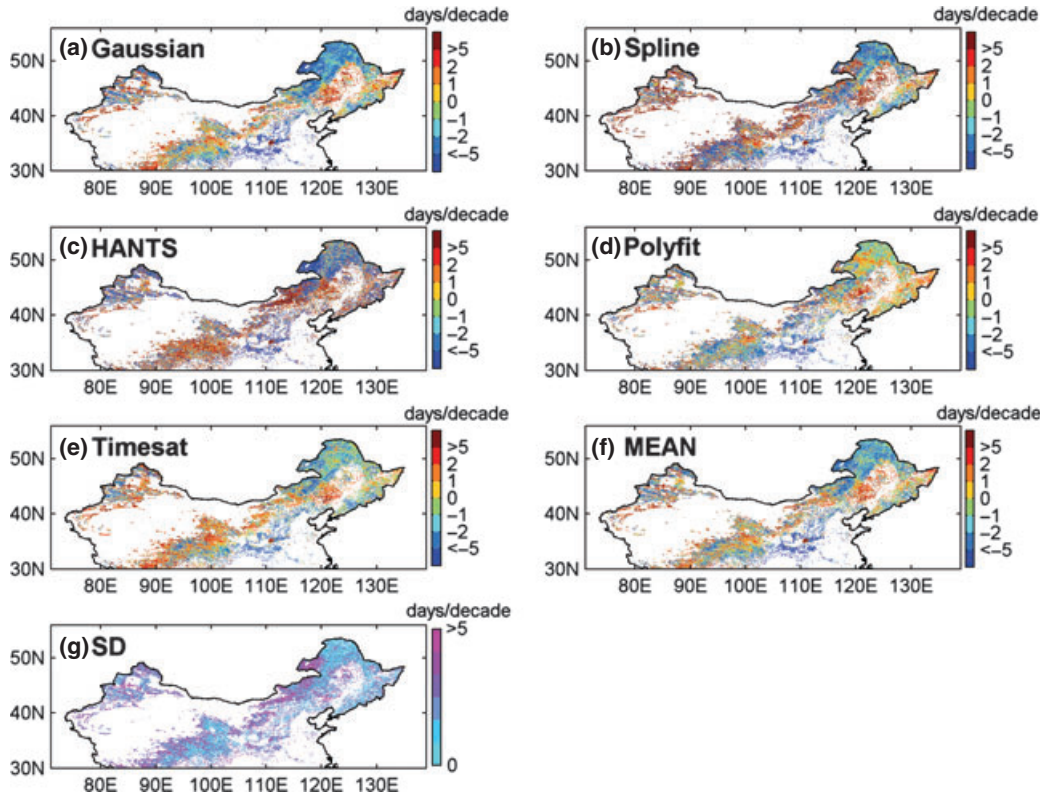 days/decade
days/decade
(a) Gaussian
(b) Spline
50N
40N
30N
>5
2
1
0
−1
−2
<−5
80E 90E 100E 110E 120E 130E
50N
40N
30N
>5
2
1
0
−1
−2
<−5
80E 90E 100E 110E 120E 130E
days/decade
days/decade
(c) HANTS
(d) Polyfit
50N
40N
30N
>5
2
1
0
−1
−2
<−5
80E 90E 100E 110E 120E 130E
50N
40N
30N
>5
2
1
0
−1
−2
<−5
80E 90E 100E 110E 120E 130E
days/decade
days/decade
(e) Timesat
(f) MEAN
50N
40N
30N
>5
2
1
0
−1
−2
<−5
80E 90E 100E 110E 120E 130E
50N
40N
30N
>5
2
1
0
−1
−2
<−5
80E 90E 100E 110E 120E 130E
days/decade
(g) SD
50N
40N
30N
>5
0
80E 90E 100E 110E 120E 130E